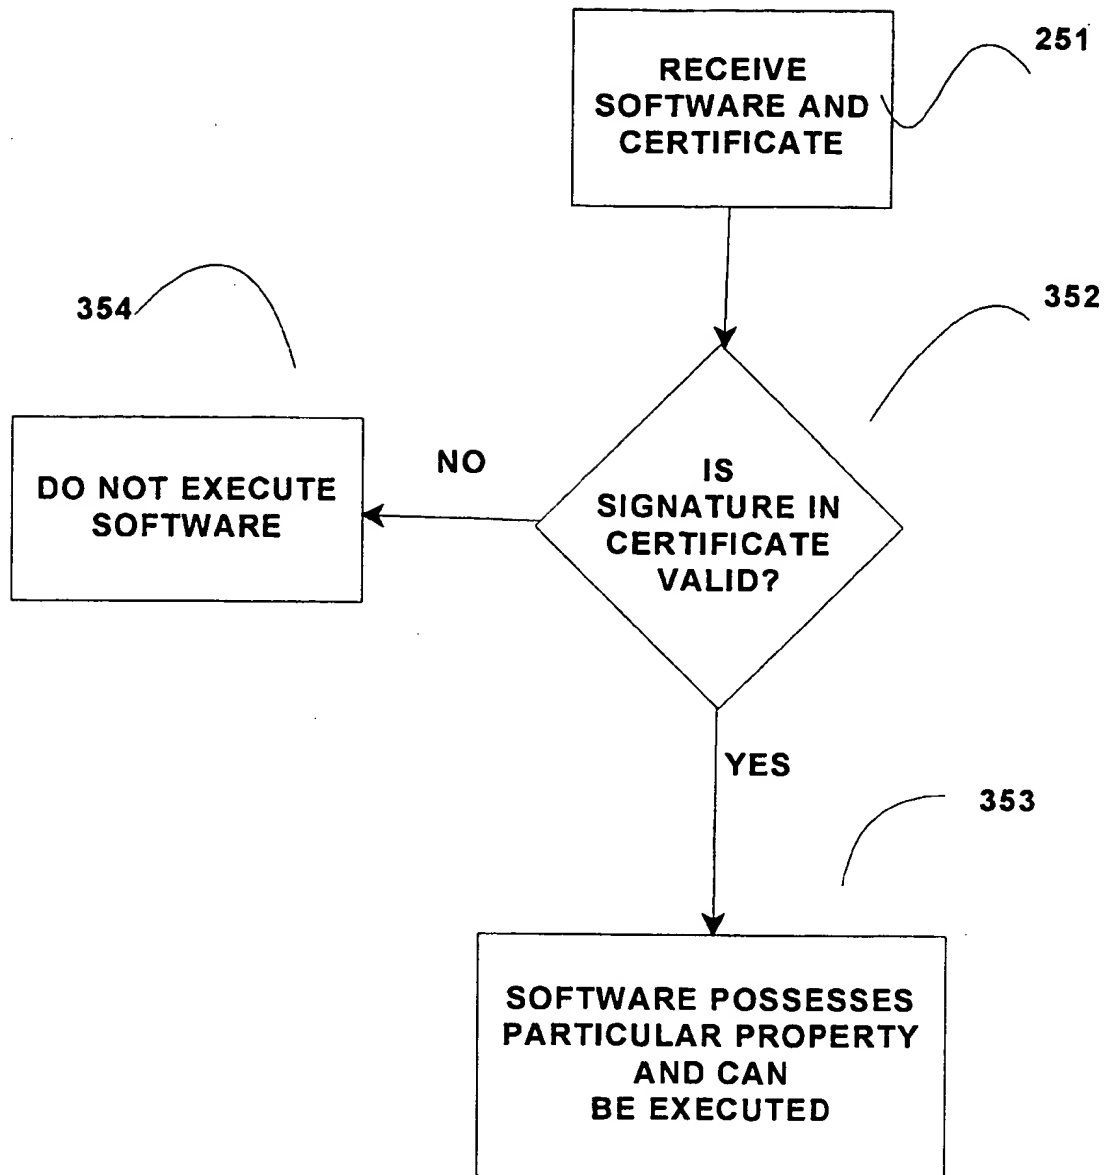 251
RECEIVE
SOFTWARE AND
CERTIFICATE
352
354
NO
IS
SIGNATURE IN
CERTIFICATE
VALID?
DO NOT EXECUTE
SOFTWARE
YES
353
SOFTWARE POSSESSES
PARTICULAR PROPERTY
AND CAN
BE EXECUTED